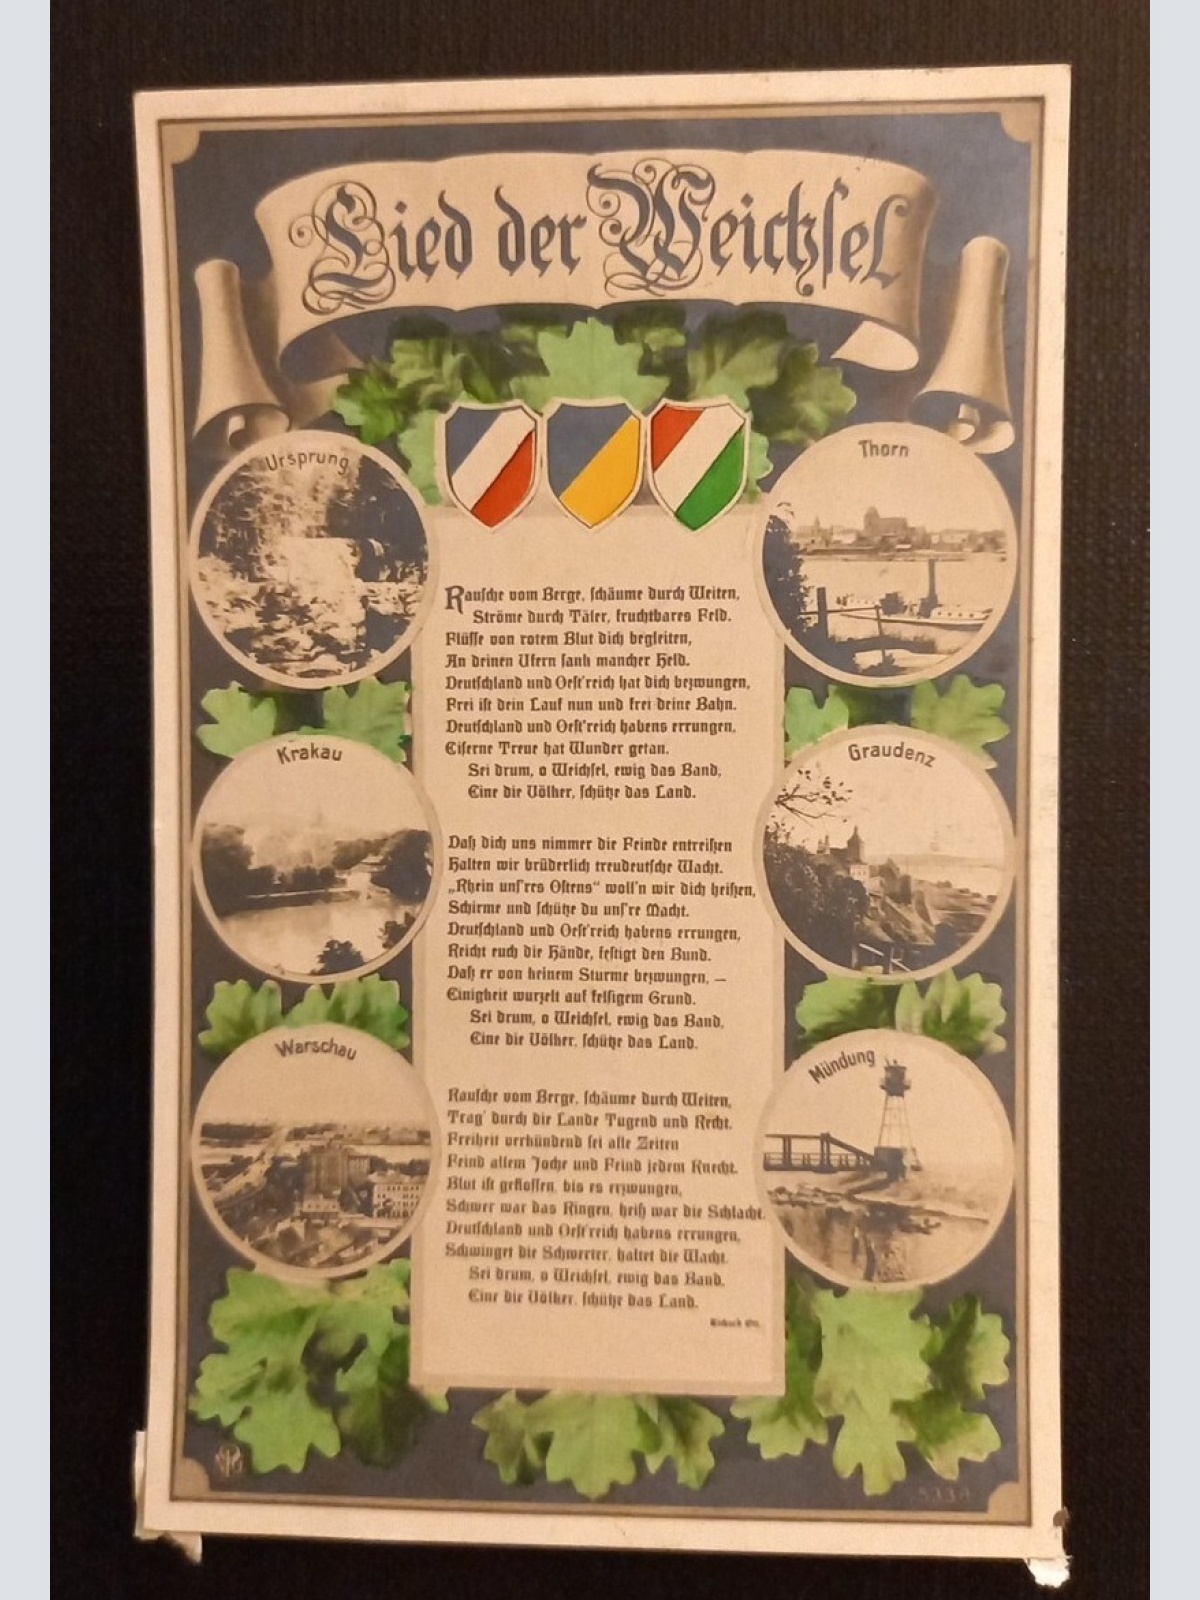 Lied der Weichsel
Ursprung
Thorn
Krakau
Graudenz
Warschau
Mündung
Rausche vom Berge, schäume durch Weiten,
Ströme durch Täler, fruchtbares Feld.
Flüsse von rotem Blut dich begleiten,
An deinen Ufern sank mancher Held.
Deutschland und Oest'reich hat dich bezwungen,
Frei ist dein Lauf nun und frei deine Bahn.
Deutschland und Oest'reich habens errungen,
Eiserne Treue hat Wunder getan.
Sei drum, o Weichsel, ewig das Band,
Eine die Völker, schütze das Land.
Daß dich uns nimmer die Feinde entreißen
Halten wir brüderlich treudeutsche Wacht.
„Rhein uns'res Ostens“ woll'n wir dich heißen,
Schirme und schütze du uns're Macht.
Deutschland und Oest'reich habens errungen,
Reicht euch die Hände, festigt den Bund.
Daß er von keinem Sturme bezwungen, —
Einigkeit wurzelt auf felsigem Grund.
Sei drum, o Weichsel, ewig das Band,
Eine die Völker, schütze das Land.
Rausche vom Berge, schäume durch Weiten,
Trag' durch die Lande Tugend und Recht.
Freiheit verkündend sei alle Zeiten
Feind allem Joche und Feind jedem Knecht.
Blut ist geflossen, bis es erzwungen,
Schwer war das Ringen, heiß war die Schlacht.
Deutschland und Oest'reich habens errungen,
Schwinget die Schwerter, haltet die Wacht.
Sei drum, o Weichsel, ewig das Band,
Eine die Völker, schütze das Land.